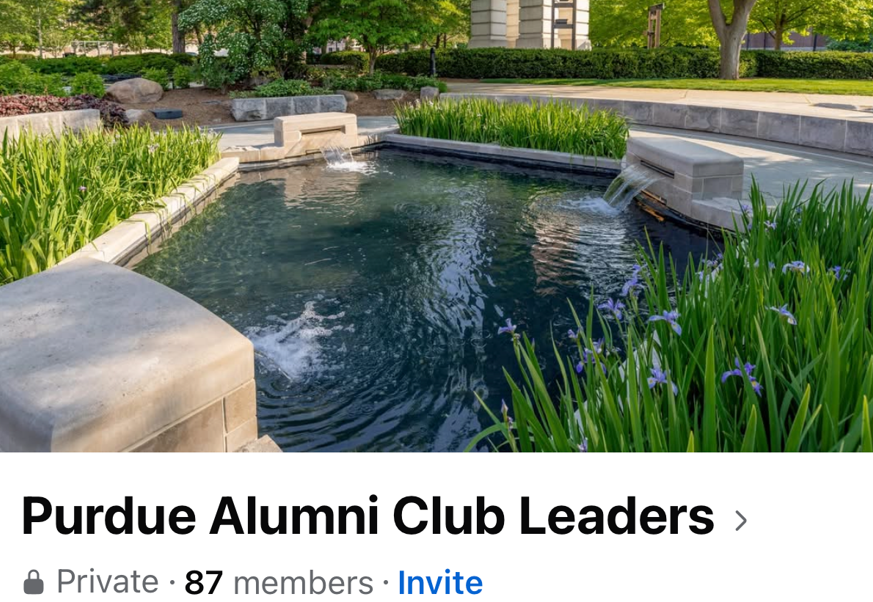 Purdue Alumni Club Leaders
Private · 87 members · Invite